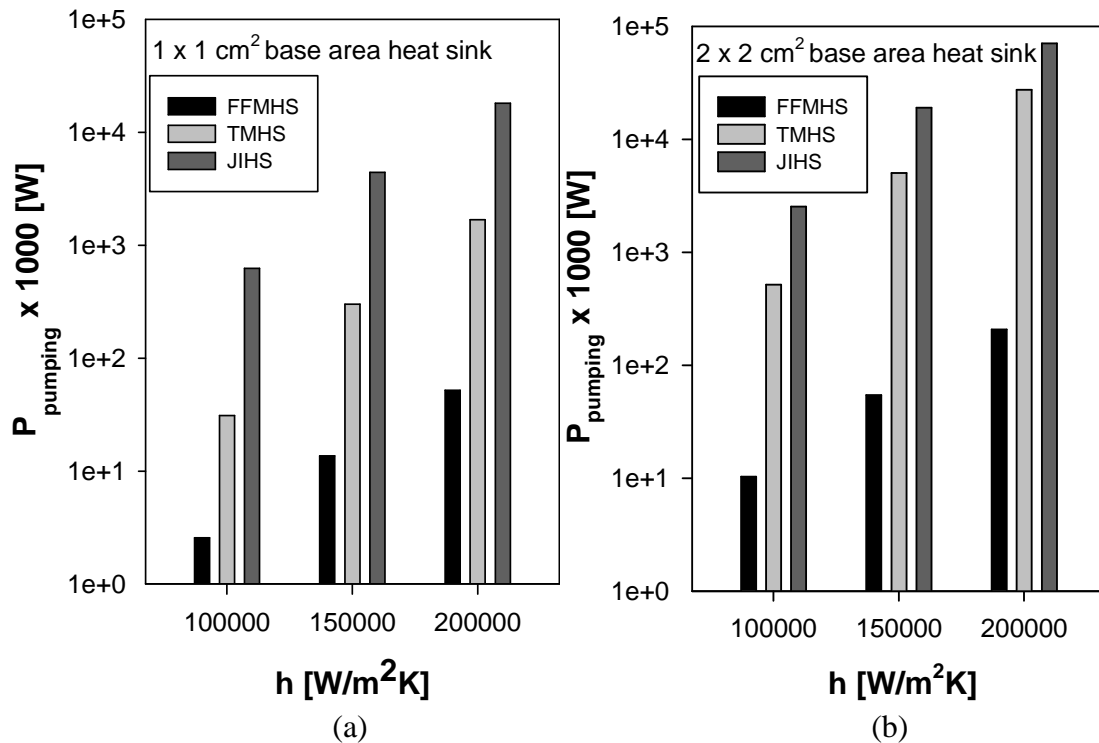 1 x 1 cm² base area heat sink
FFMHS
TMHS
JIHS
P_pumping x 1000 [W]
1e+5
1e+4
1e+3
1e+2
1e+1
1e+0
100000 150000 200000
h [W/m²K]
(a)
2 x 2 cm² base area heat sink
FFMHS
TMHS
JIHS
P_pumping x 1000 [W]
1e+5
1e+4
1e+3
1e+2
1e+1
1e+0
100000 150000 200000
h [W/m²K]
(b)